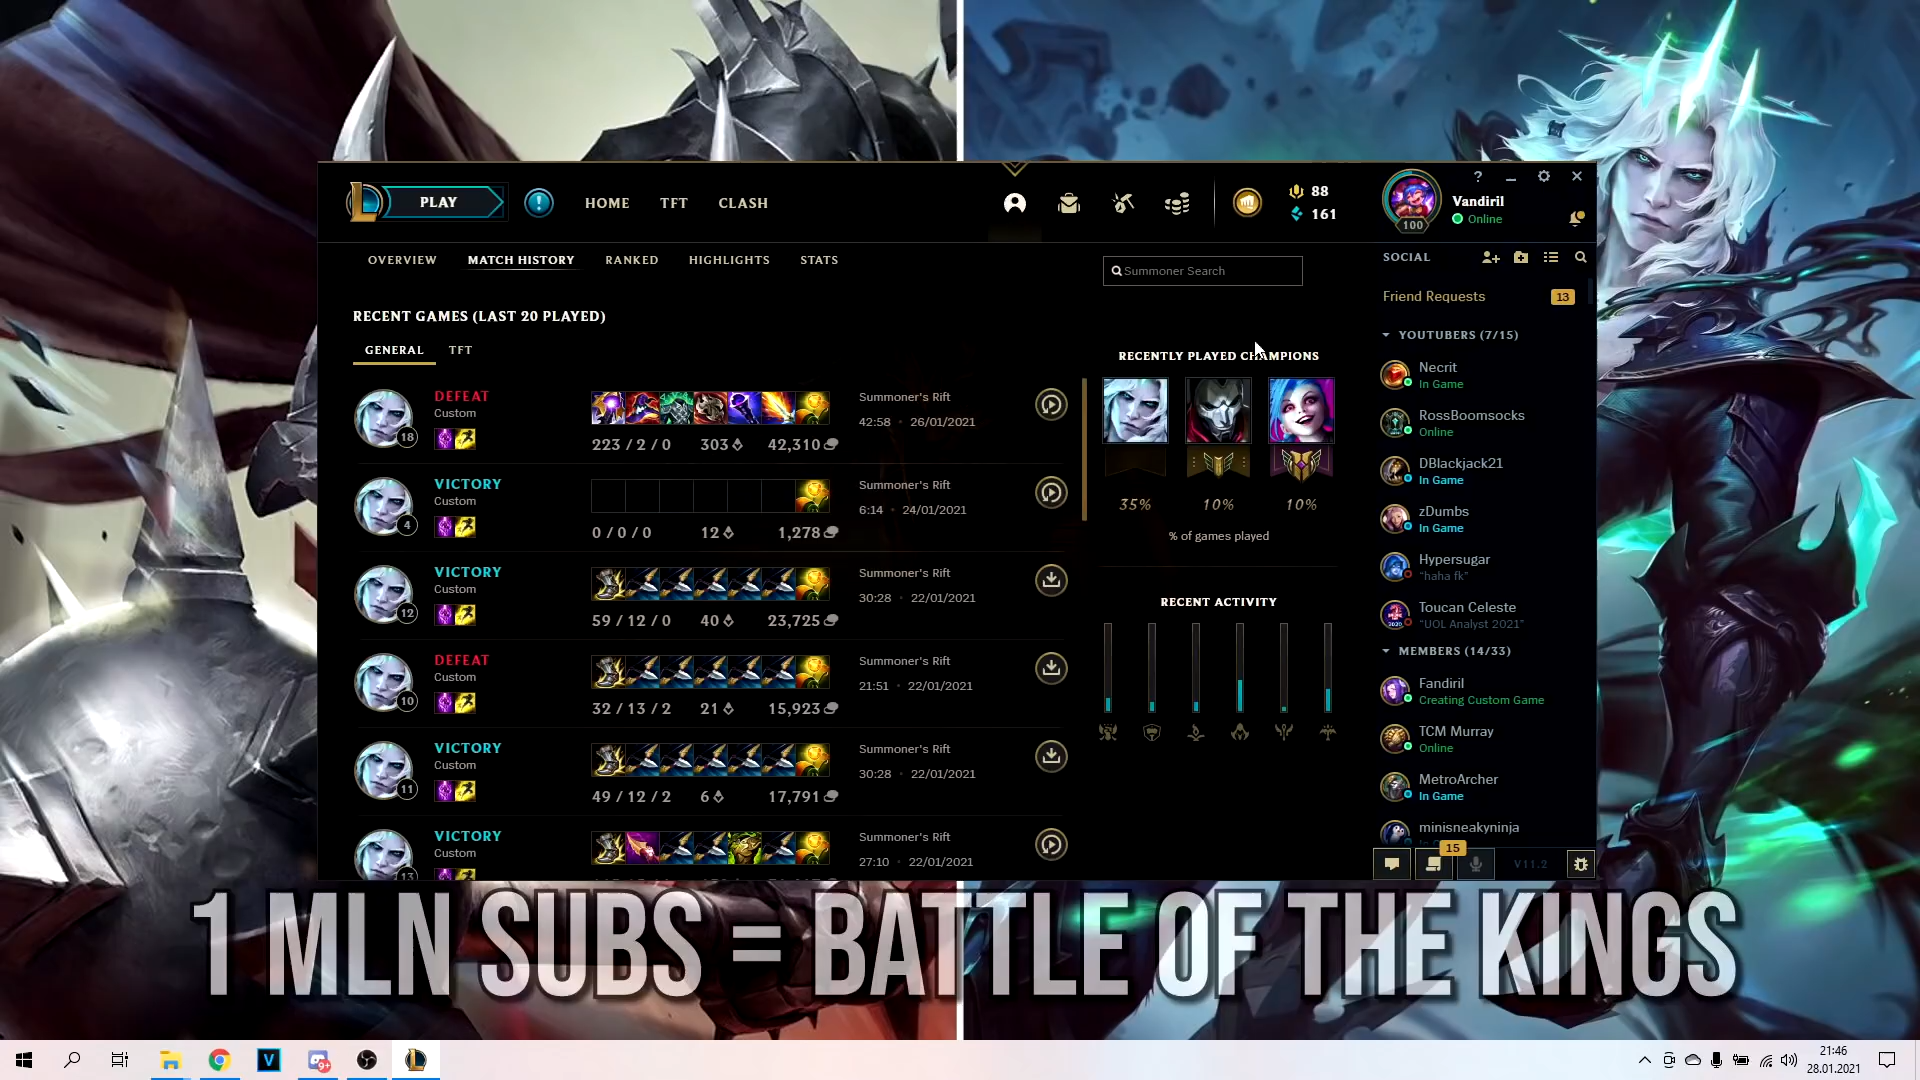 PLAY
HOME
TFT
CLASH
88
161
100
Vandiril
Online
OVERVIEW
MATCH HISTORY
RANKED
HIGHLIGHTS
STATS
Summoner Search
RECENT GAMES (LAST 20 PLAYED)
GENERAL
TFT
DEFEAT
Custom
18
223 / 2 / 0
303
42,310
Summoner's Rift
42:58 • 26/01/2021
VICTORY
Custom
4
0 / 0 / 0
12
1,278
Summoner's Rift
6:14 • 24/01/2021
VICTORY
Custom
12
59 / 12 / 0
40
23,725
Summoner's Rift
30:28 • 22/01/2021
DEFEAT
Custom
10
32 / 13 / 2
21
15,923
Summoner's Rift
21:51 • 22/01/2021
VICTORY
Custom
11
49 / 12 / 2
6
17,791
Summoner's Rift
30:28 • 22/01/2021
VICTORY
Custom
13
Summoner's Rift
27:10 • 22/01/2021
RECENTLY PLAYED CHAMPIONS
35%
10%
10%
% of games played
RECENT ACTIVITY
SOCIAL
Friend Requests
13
YOUTUBERS (7/15)
Necrit
In Game
RossBoomsocks
Online
DBlackjack21
In Game
zDumbs
In Game
Hypersugar
"haha fk"
Toucan Celeste
"UOL Analyst 2021"
MEMBERS (14/33)
Fandiril
Creating Custom Game
TCM Murray
Online
MetroArcher
In Game
minisneakyninja
15
V11.2
1 MLN SUBS = BATTLE OF THE KINGS
9+
21:46
28.01.2021